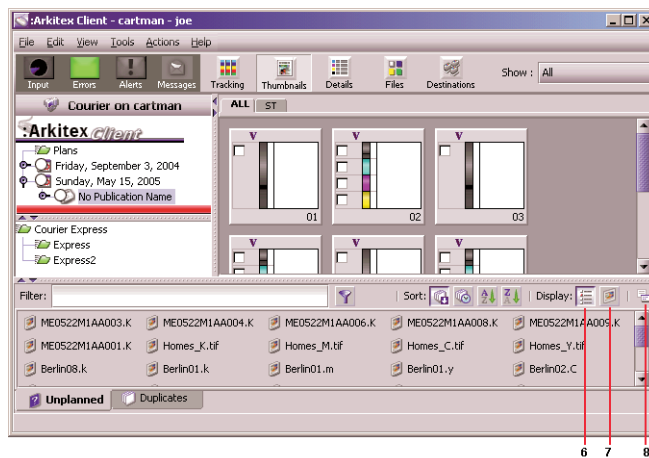 :Arkitex Client - cartman - joe
File Edit View Tools Actions Help
Input Errors Alerts Messages Tracking Thumbnails Details Files Destinations Show : All
Courier on cartman
ALL ST
:Arkitex Client
Plans
Friday, September 3, 2004
Sunday, May 15, 2005
No Publication Name
V V V
01 02 03
Courier Express
Express
Express2
V V V
Filter: Sort: A Z Z A Display:
ME0522M1AA003.K ME0522M1AA004.K ME0522M1AA006.K ME0522M1AA008.K ME0522M1AA009.K
ME0522M1AA001.K Homes_K.tif Homes_M.tif Homes_C.tif Homes_Y.tif
Berlin08.k Berlin01.k Berlin01.m Berlin01.y Berlin02.C
Unplanned Duplicates
6 7 8